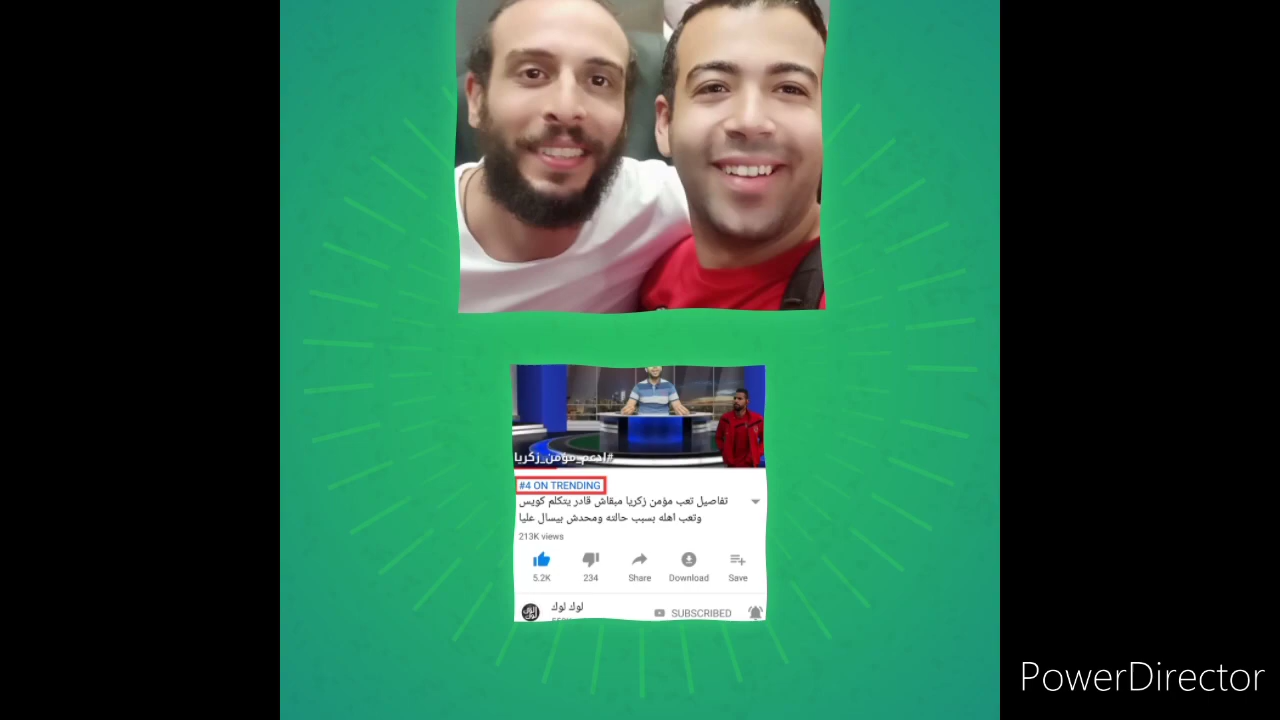 #ادعم_مؤمن_زكريا
#4 ON TRENDING
تفاصيل تعب مؤمن زكريا مبقاش قادر يتكلم كويس
وتعب اهله بسبب حالته ومحدش بيسال عليا
213K views
5.2K 234 Share Download Save
لوك لوك SUBSCRIBED
PowerDirector